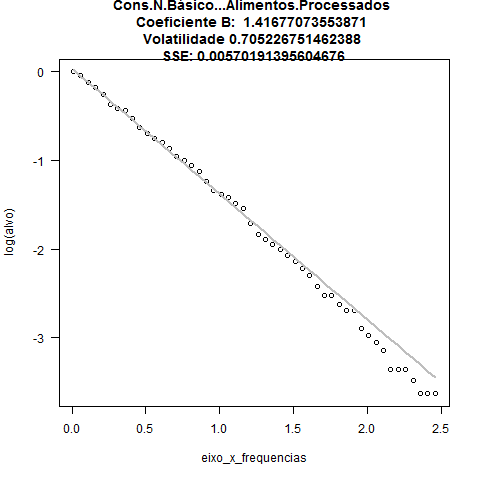 Cons.N.Básico...Alimentos.Processados
Coeficiente B:  1.41677073553871
Volatilidade 0.705226751462388
SSE: 0.00570191395604676
log(alvo)
0
-1
-2
-3
0.0 0.5 1.0 1.5 2.0 2.5
eixo_x_frequencias